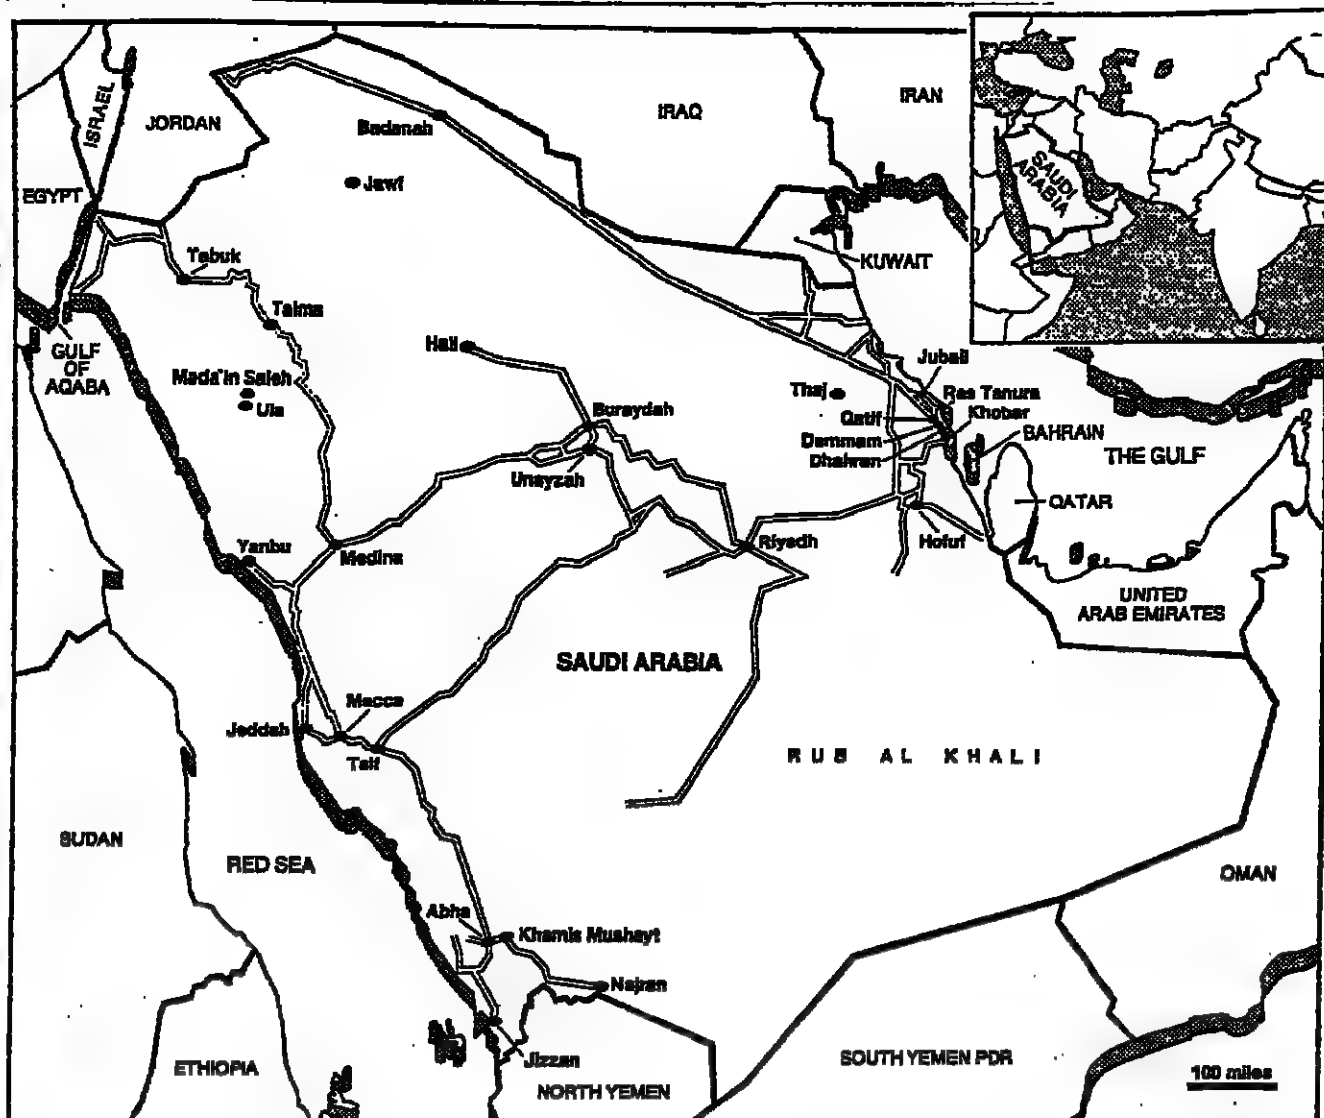 ISRAEL
JORDAN
EGYPT
Badanah
Jawf
IRAQ
IRAN
SAUDI
ARABIA
KUWAIT
Tabuk
Taima
GULF
OF
AQABA
Hail
Mada'in Saleh
Ula
Buraydah
Unayzah
Thaj
Jubail
Ras Tanura
Qatif
Khobar
Dammam
Dhahran
BAHRAIN
THE GULF
QATAR
Yanbu
Medina
Riyadh
Hofuf
UNITED
ARAB EMIRATES
SAUDI ARABIA
Mecca
Jeddah
Taif
RUB AL KHALI
SUDAN
RED SEA
OMAN
Abha
Khamis Mushayt
Najran
Jizzan
ETHIOPIA
NORTH YEMEN
SOUTH YEMEN PDR
100 miles